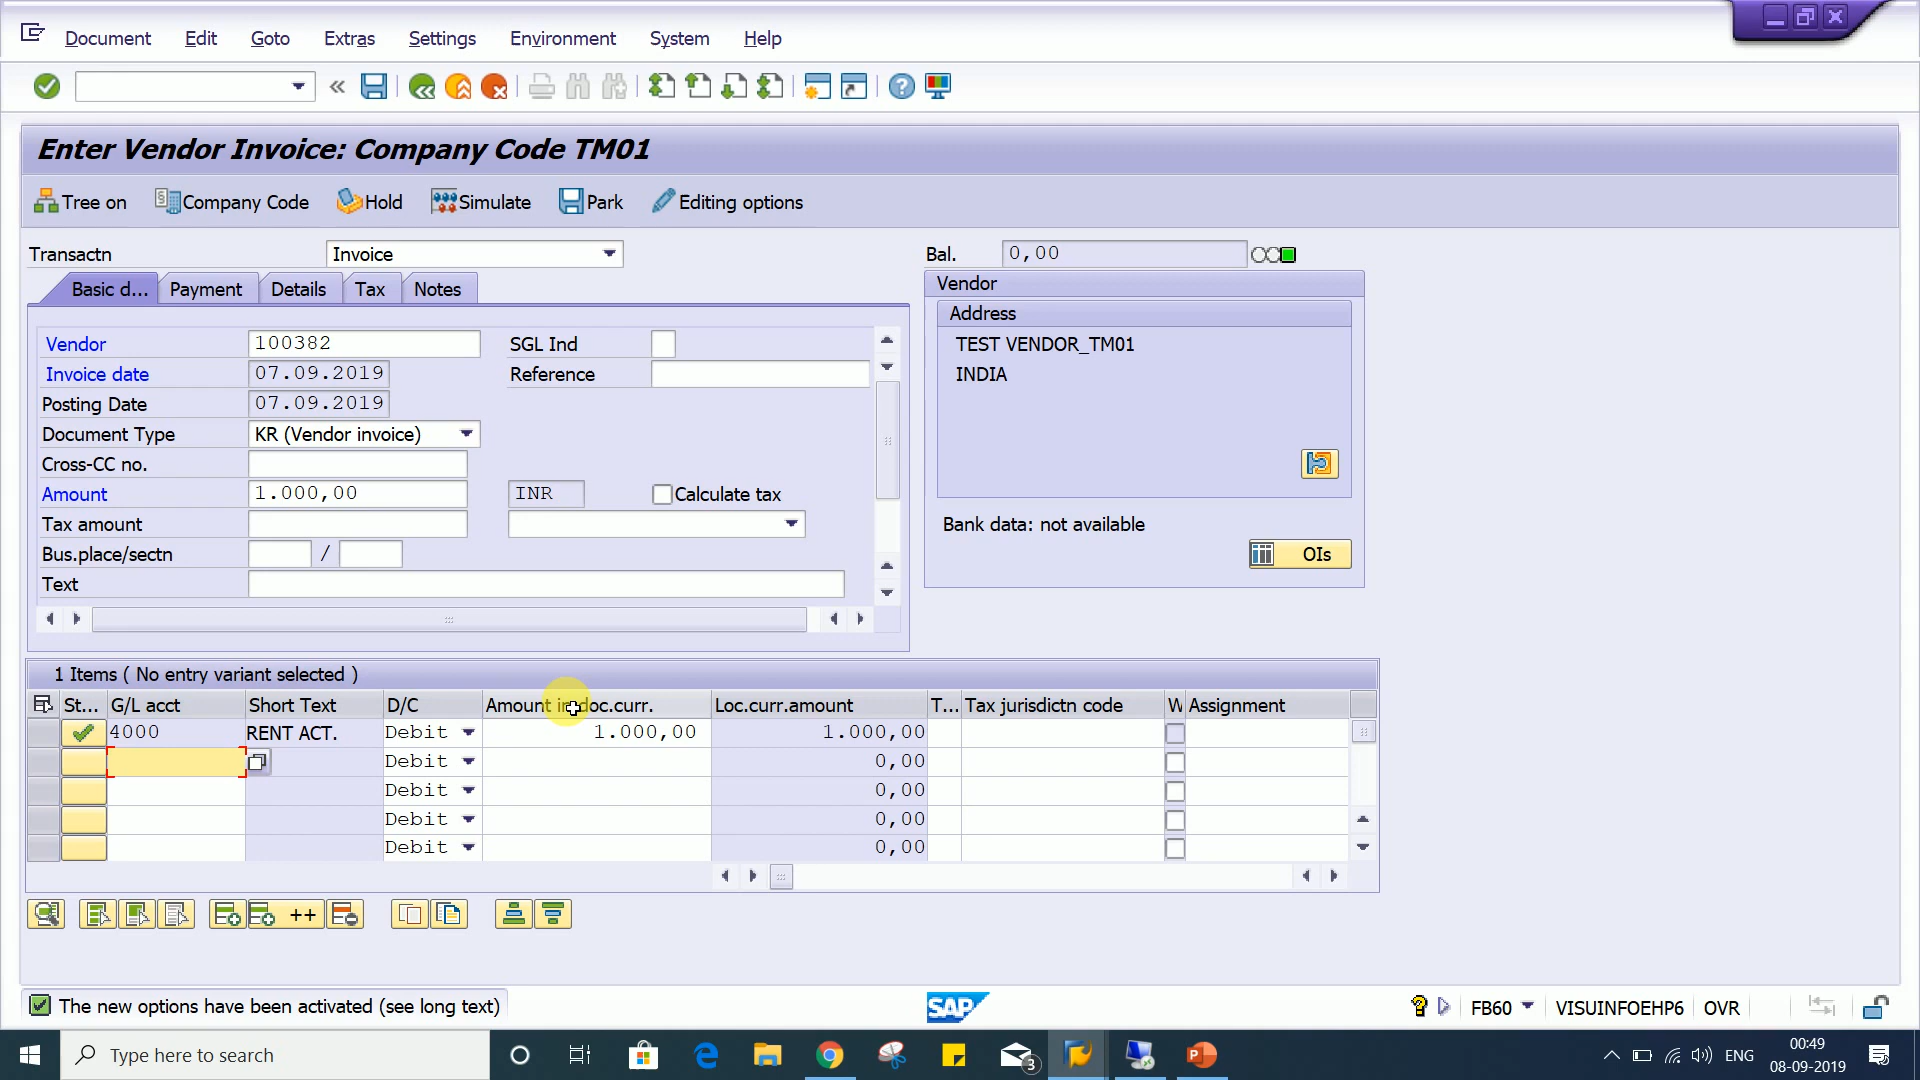 Document Edit Goto Extras Settings Environment System Help
Enter Vendor Invoice: Company Code TM01
Tree on Company Code Hold Simulate Park Editing options
Transactn Invoice Bal. 0,00
Basic d... Payment Details Tax Notes
Vendor
Address
Vendor 100382 SGL Ind TEST VENDOR_TM01
Invoice date 07.09.2019 Reference INDIA
Posting Date 07.09.2019
Document Type KR (Vendor invoice)
Cross-CC no.
Amount 1.000,00 INR Calculate tax
Tax amount Bank data: not available
Bus.place/sectn / OIs
Text
1 Items ( No entry variant selected )
St... G/L acct Short Text D/C Amount in doc.curr. Loc.curr.amount T... Tax jurisdictn code W Assignment
4000 RENT ACT. Debit 1.000,00 1.000,00
Debit 0,00
Debit 0,00
Debit 0,00
Debit 0,00
++
The new options have been activated (see long text) SAP FB60 VISUINFOEHP6 OVR
Type here to search 3 ENG 00:49
08-09-2019